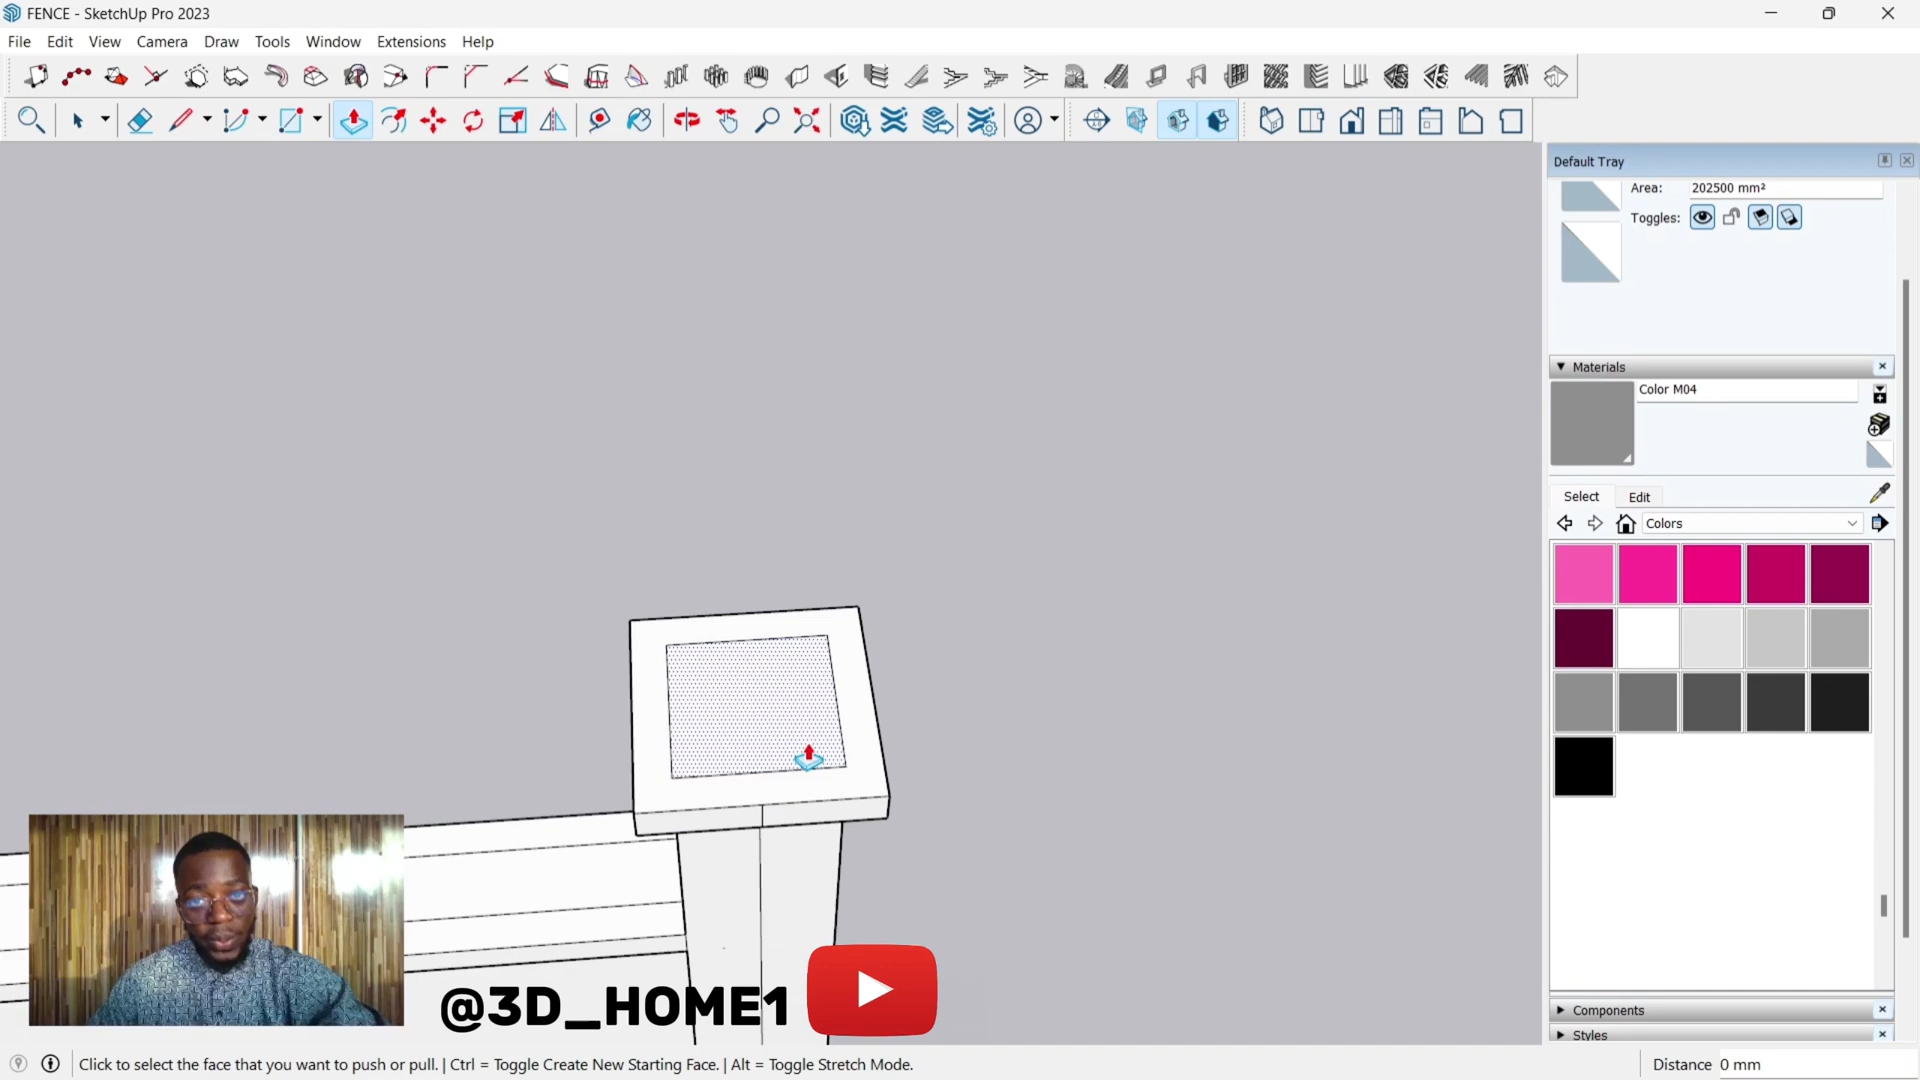 FENCE - SketchUp Pro 2023
File Edit View Camera Draw Tools Window Extensions Help
Default Tray
Area: 202500 mm²
Toggles:
Materials
Color M04
Select Edit
Colors
Components
Styles
@3D_HOME1
Click to select the face that you want to push or pull. | Ctrl = Toggle Create New Starting Face. | Alt = Toggle Stretch Mode.
Distance 0 mm